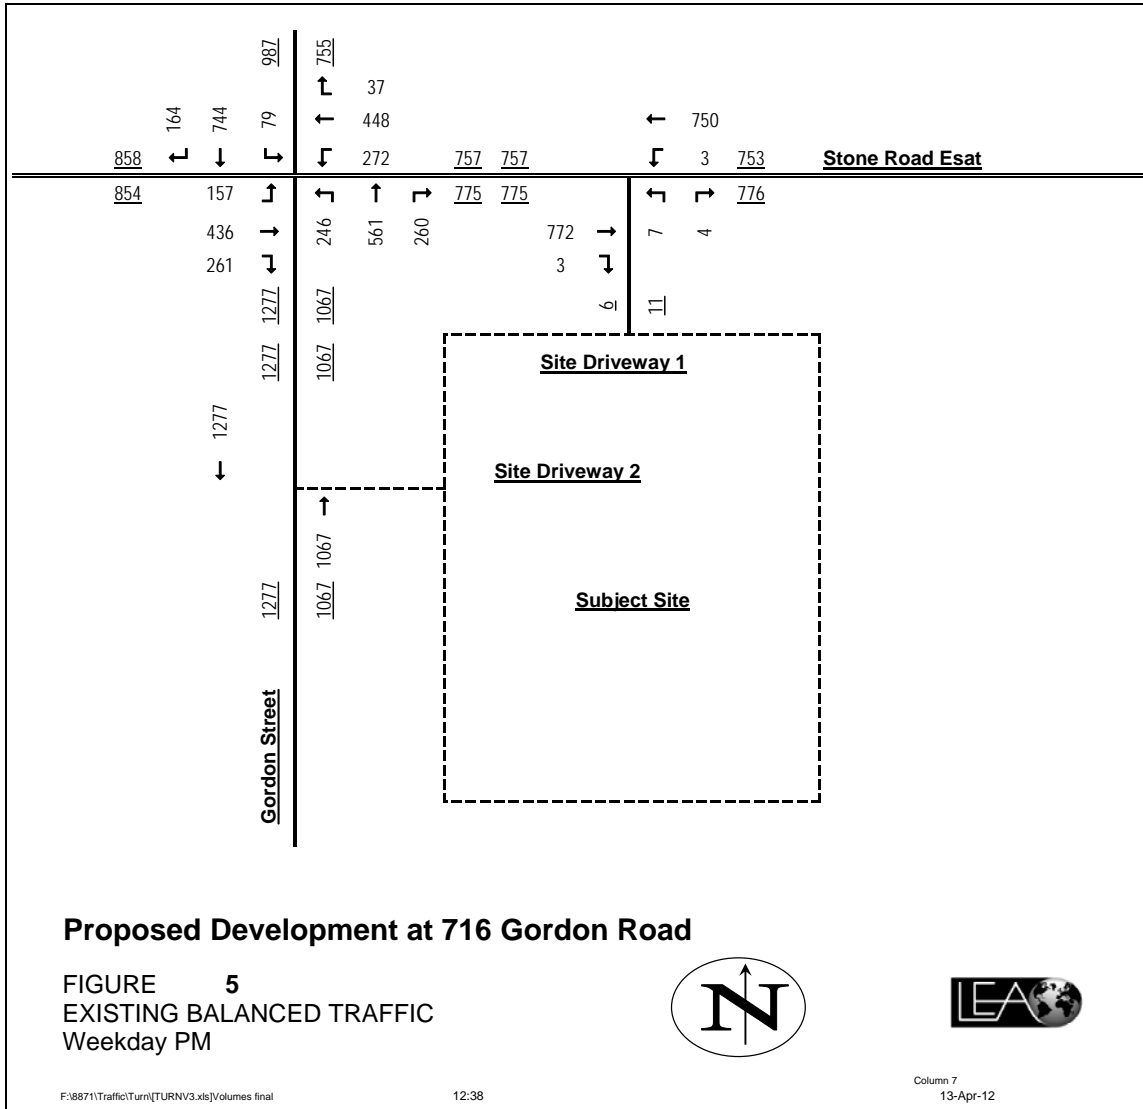 987 755
37
164 744 79 448 750
858 272 757 757 3 753 Stone Road Esat
854 157 775 775 776
436 246 561 260 772 7 4
261 3
1277 1067 6 11
1277 1067 Site Driveway 1
1277
Site Driveway 2
1067
1277 1067 Subject Site
Gordon Street
Proposed Development at 716 Gordon Road
FIGURE 5
EXISTING BALANCED TRAFFIC
Weekday PM
N
LEA
Column 7
F:\8871\Traffic\Turn\[TURNV3.xls]Volumes final 12:38 13-Apr-12